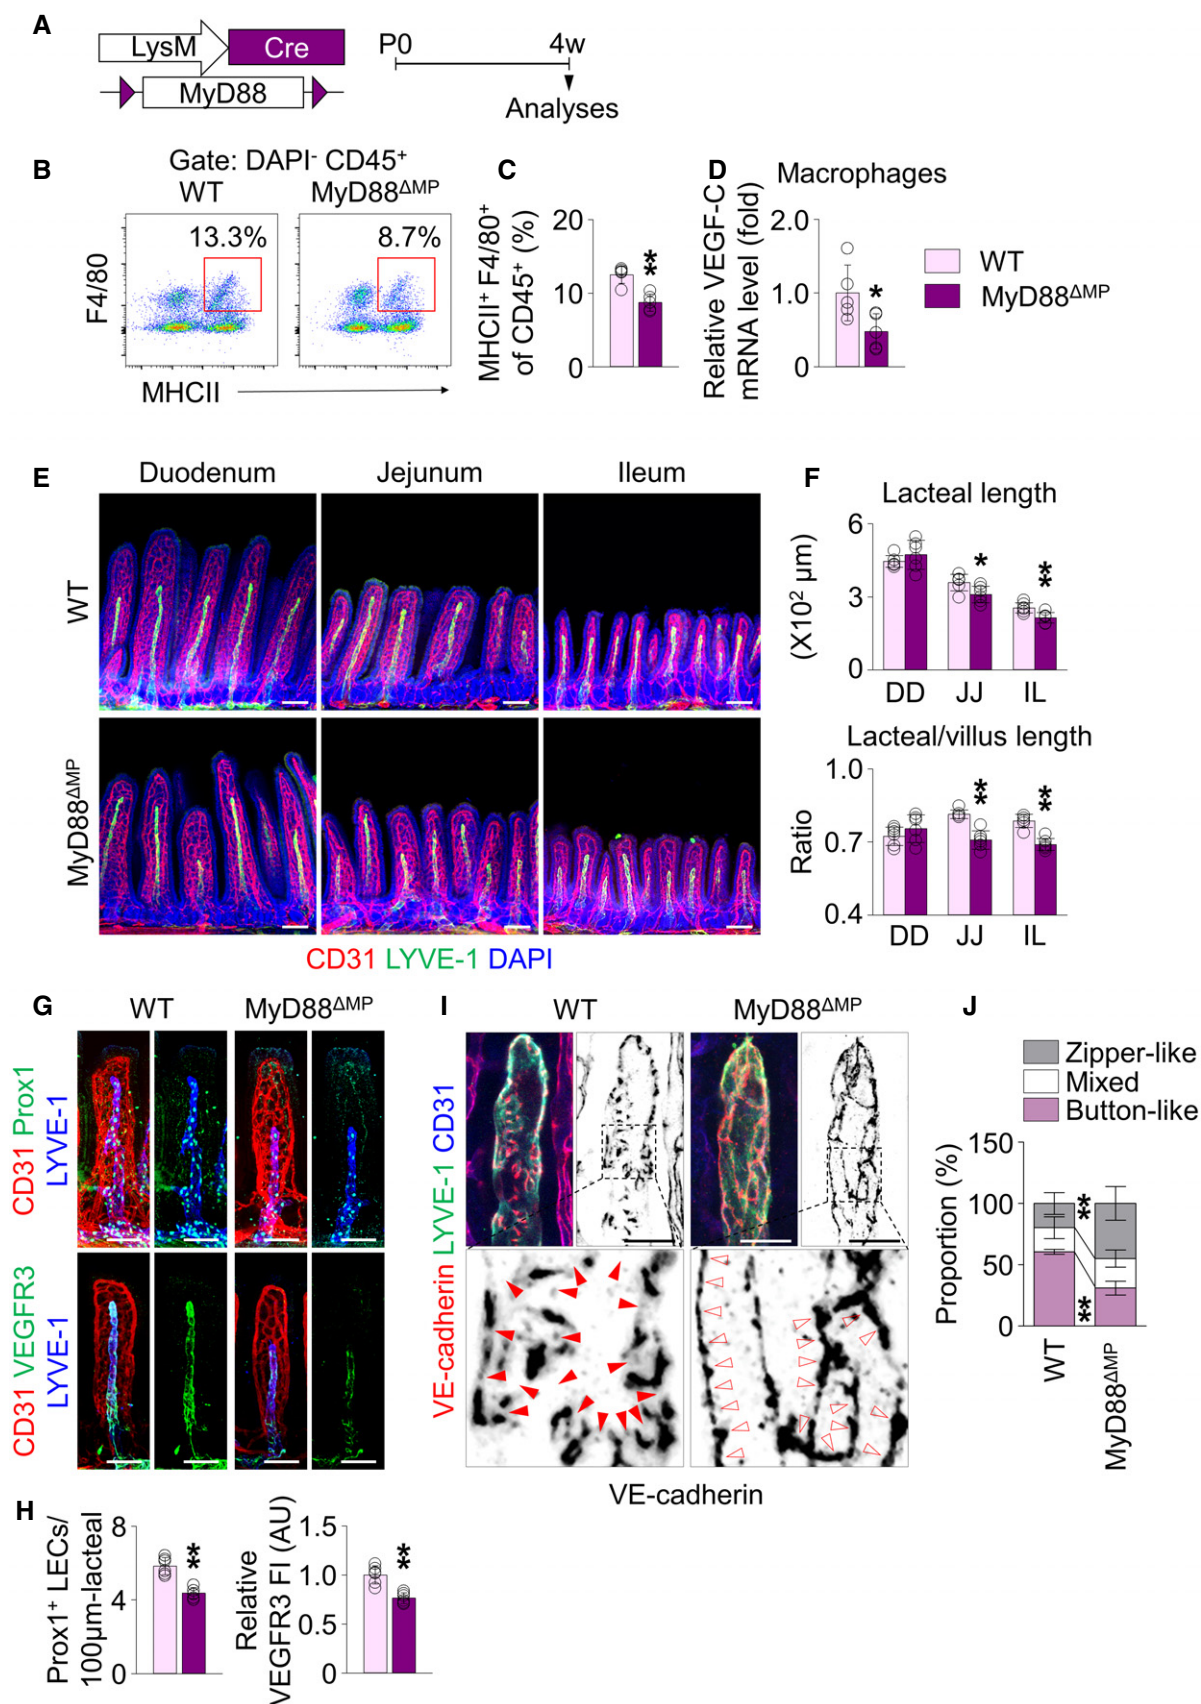 A
LysM
Cre
MyD88
P0
4w
Analyses
B
Gate: DAPI⁻ CD45⁺
WT
MyD88ΔMP
13.3%
8.7%
F4/80
MHCII
C
MHCII⁺ F4/80⁺
of CD45⁺ (%)
20
10
0
**
D
Macrophages
Relative VEGF-C
mRNA level (fold)
2.0
1.0
0
*
WT
MyD88ΔMP
E
Duodenum
Jejunum
Ileum
WT
MyD88ΔMP
CD31 LYVE-1 DAPI
F
Lacteal length
(X10² µm)
6
3
0
*
**
DD
JJ
IL
Lacteal/villus length
Ratio
1.0
0.7
0.4
**
**
DD
JJ
IL
G
WT
MyD88ΔMP
CD31 Prox1
LYVE-1
CD31 VEGFR3
LYVE-1
H
Prox1⁺ LECs/
100µm-lacteal
8
4
0
**
Relative
VEGFR3 FI (AU)
1.5
1.0
0.5
0
**
I
WT
MyD88ΔMP
VE-cadherin LYVE-1 CD31
VE-cadherin
J
Zipper-like
Mixed
Button-like
Proportion (%)
150
100
50
0
**
**
WT
MyD88ΔMP